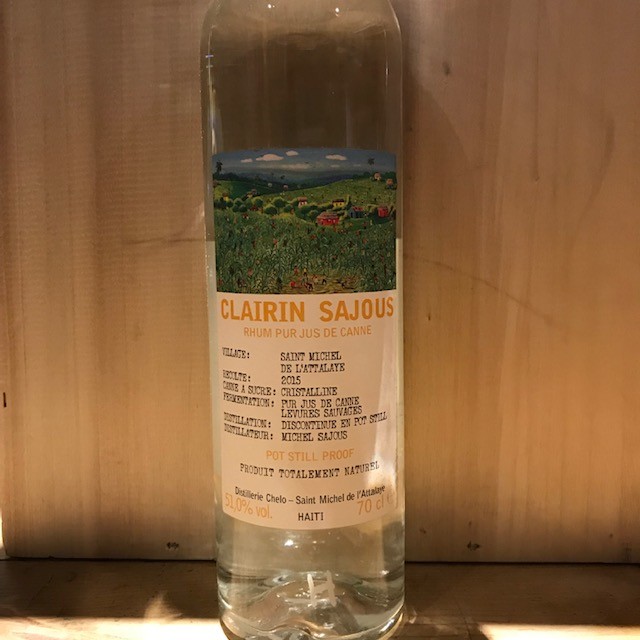 CLAIRIN SAJOUS
RHUM PUR JUS DE CANNE
VILLAGE: SAINT MICHEL
DE L'ATTALAYE
RECOLTE: 2015
CANNE A SUCRE: CRISTALLINE
FERMENTATION: PUR JUS DE CANNE
LEVURES SAUVAGES
DISTILLATION: DISCONTINUE EN POT STILL
DISTILLATEUR: MICHEL SAJOUS
POT STILL PROOF
PRODUIT TOTALEMENT NATUREL
Distillerie Chelo – Saint Michel de l'Attalaye
51,0% vol. HAITI 70 cl